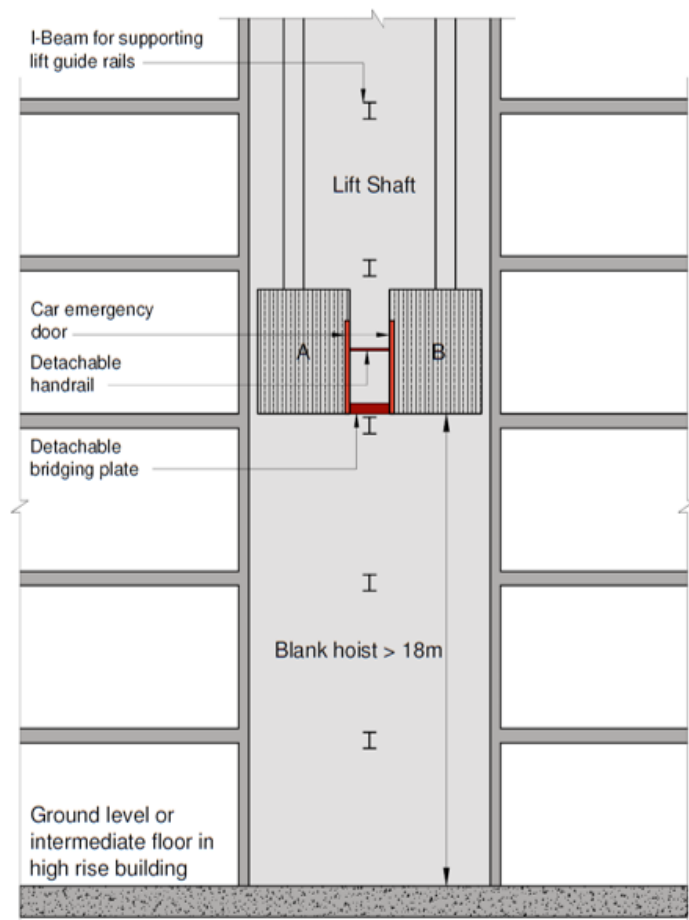 I-Beam for supporting
lift guide rails
Lift Shaft
Car emergency
door
A
B
Detachable
handrail
Detachable
bridging plate
Blank hoist > 18m
Ground level or
intermediate floor in
high rise building